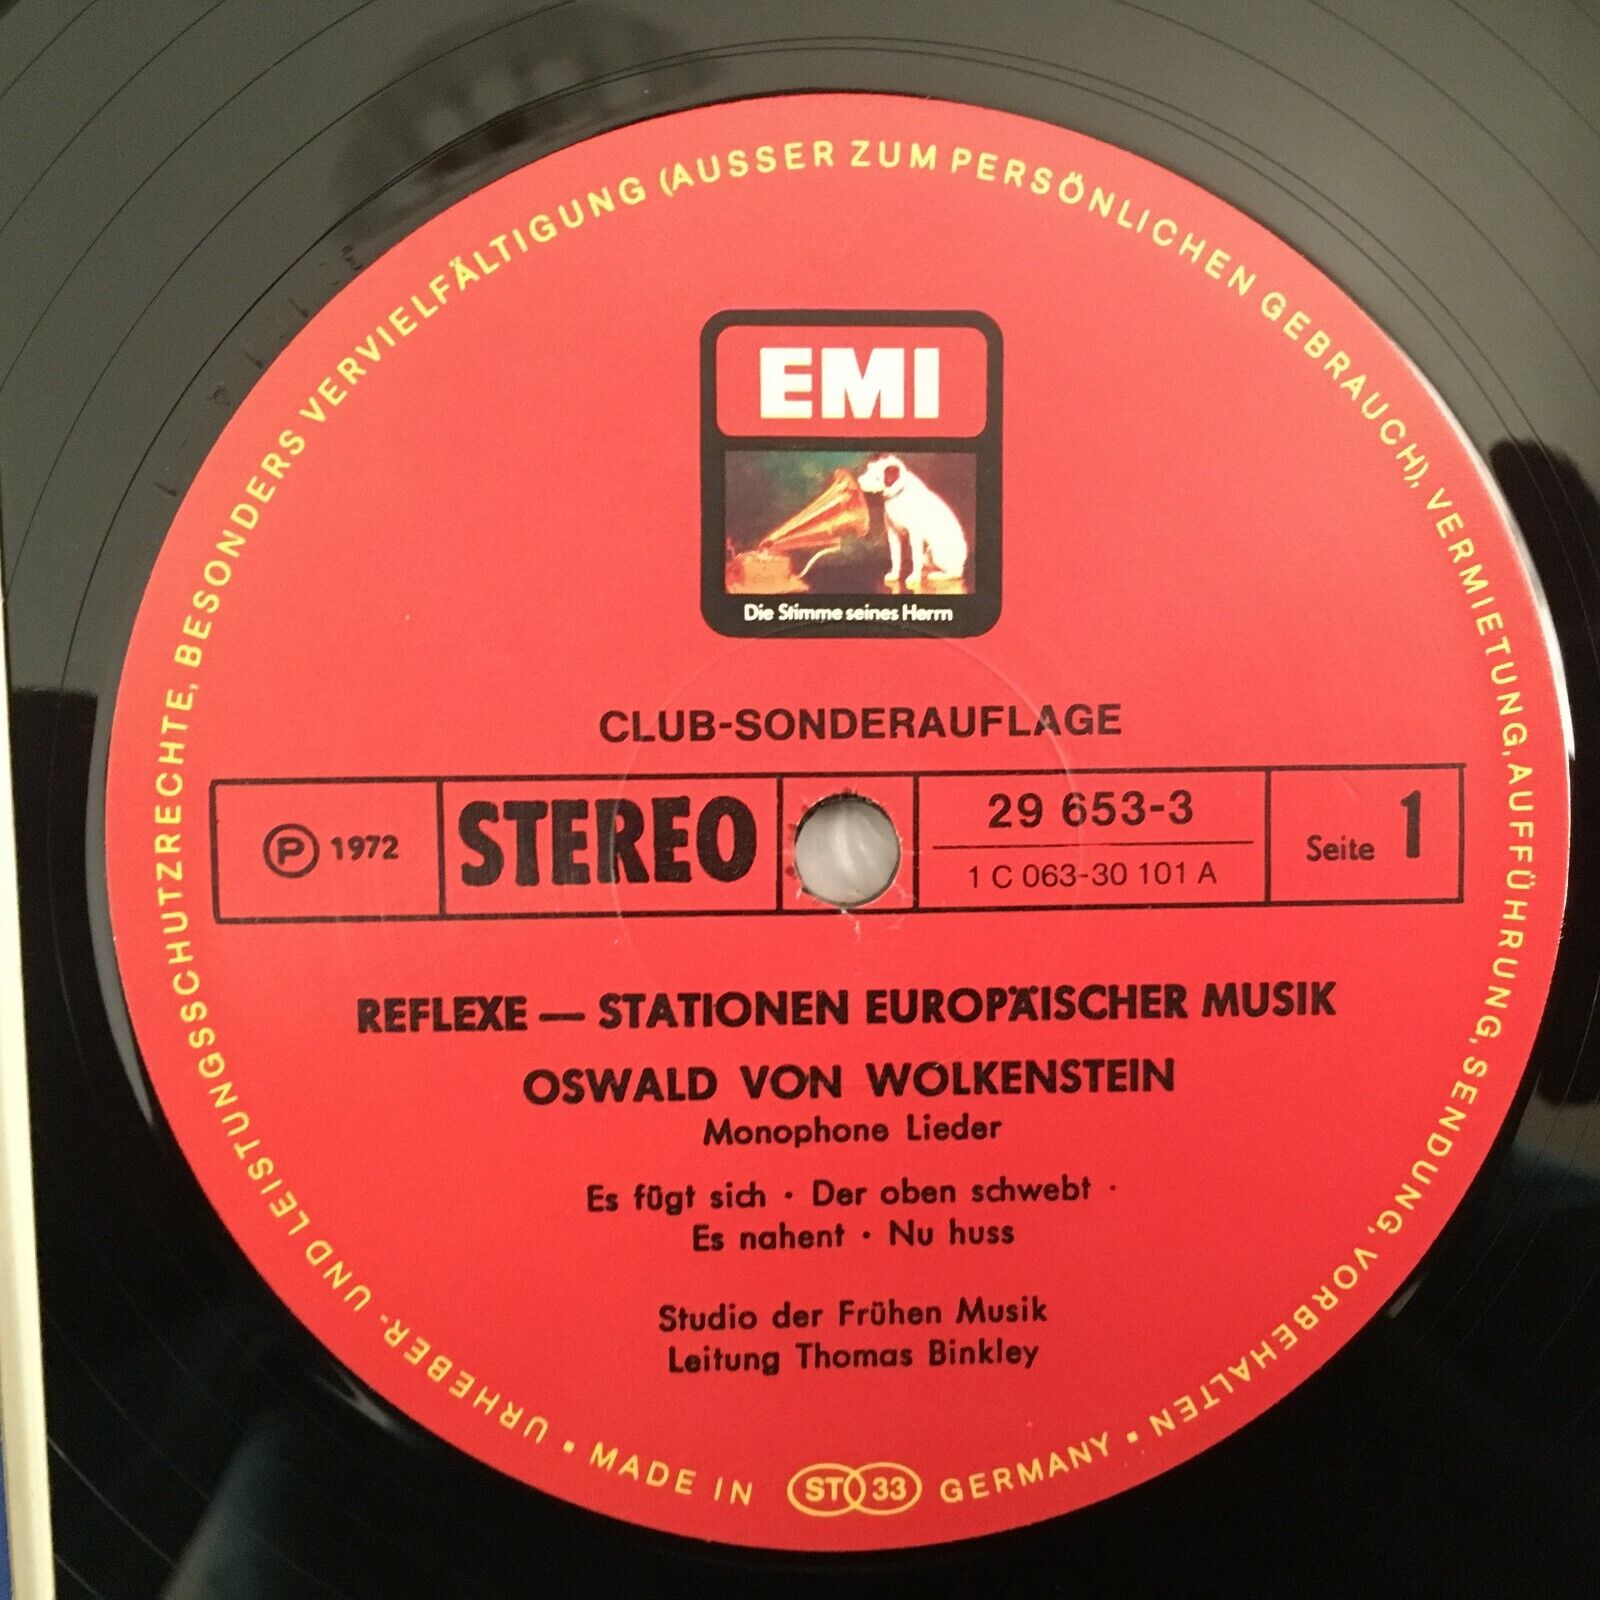 EMI
Die Stimme seines Herrn
CLUB-SONDERAUFLAGE
Ⓟ 1972
STEREO
29 653-3
1 C 063-30 101 A
Seite 1
REFLEXE — STATIONEN EUROPÄISCHER MUSIK
OSWALD VON WOLKENSTEIN
Monophone Lieder
Es fügt sich · Der oben schwebt ·
Es nahent · Nu huss
Studio der Frühen Musik
Leitung Thomas Binkley
URHEBER- UND LEISTUNGSSCHUTZRECHTE, BESONDERS VERVIELFÄLTIGUNG (AUSSER ZUM PERSÖNLICHEN GEBRAUCH), VERMIETUNG, AUFFÜHRUNG, SENDUNG, VORBEHALTEN •
MADE IN ST 33 GERMANY •